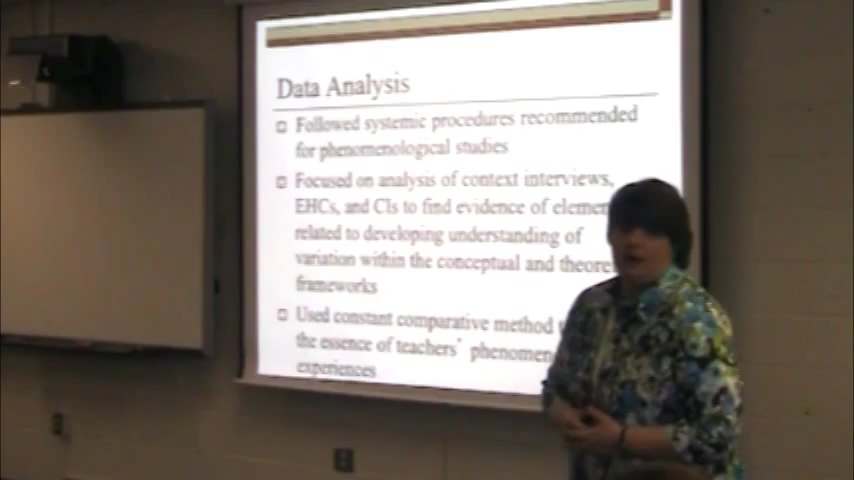 Data Analysis
Followed systemic procedures recommended
for phenomenological studies
Focused on analysis of context interviews,
EHCs, and CIs to find evidence of
related to developing understanding of
variation within the conceptual and
frameworks
Used constant comparative method
the essence of teachers'
experiences